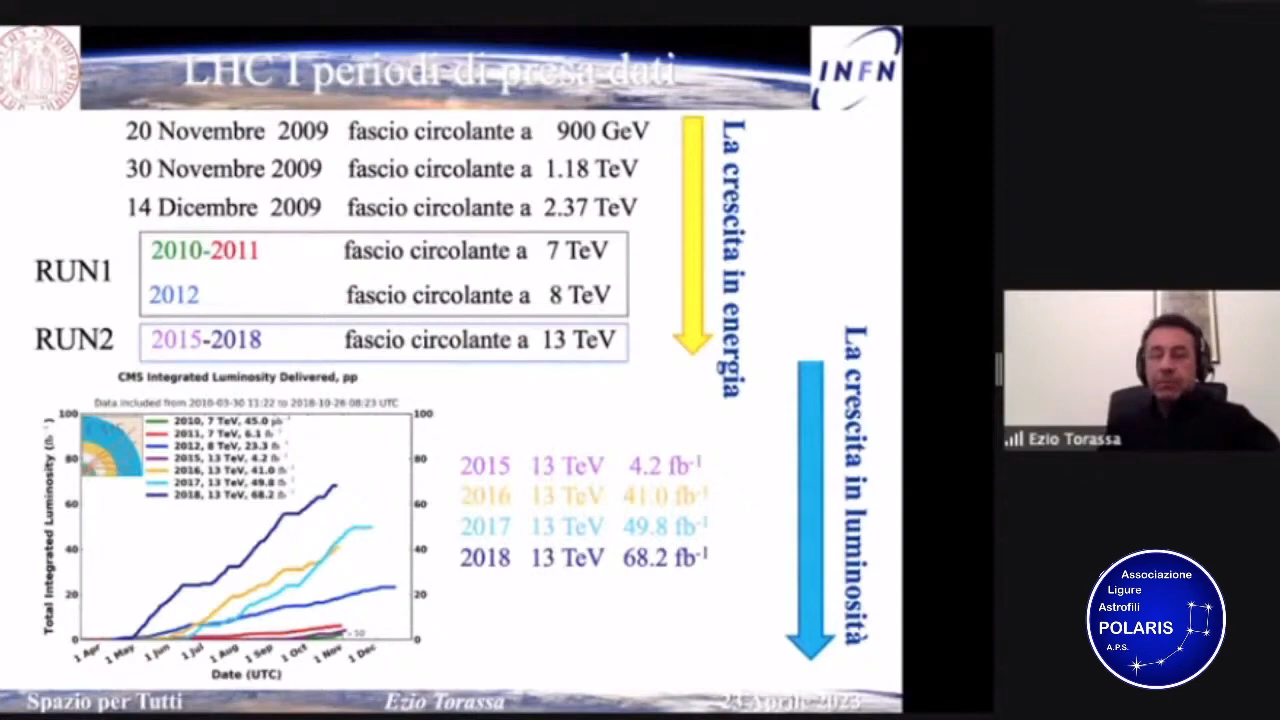 LHC I periodi di presa dati
INFN
20 Novembre 2009 fascio circolante a 900 GeV
30 Novembre 2009 fascio circolante a 1.18 TeV
14 Dicembre 2009 fascio circolante a 2.37 TeV
RUN1
2010-2011 fascio circolante a 7 TeV
2012 fascio circolante a 8 TeV
RUN2 2015-2018 fascio circolante a 13 TeV
La crescita in energia
La crescita in luminosità
CMS Integrated Luminosity Delivered, pp
Data included from 2010-03-30 11:22 to 2018-10-26 08:23 UTC
Total Integrated Luminosity (fb⁻¹)
100
80
60
40
20
0
100
80
60
40
20
0
2010, 7 TeV, 45.0 pb⁻¹
2011, 7 TeV, 6.1 fb⁻¹
2012, 8 TeV, 23.3 fb⁻¹
2015, 13 TeV, 4.2 fb⁻¹
2016, 13 TeV, 41.0 fb⁻¹
2017, 13 TeV, 49.8 fb⁻¹
2018, 13 TeV, 68.2 fb⁻¹
1 Apr
1 May
1 Jun
1 Jul
1 Aug
1 Sep
1 Oct
1 Nov
1 Dec
Date (UTC)
2015 13 TeV 4.2 fb⁻¹
2016 13 TeV 41.0 fb⁻¹
2017 13 TeV 49.8 fb⁻¹
2018 13 TeV 68.2 fb⁻¹
Spazio per Tutti Ezio Torassa 23 Aprile 2023
Ezio Torassa
Associazione
Ligure
Astrofili
POLARIS
A.P.S.